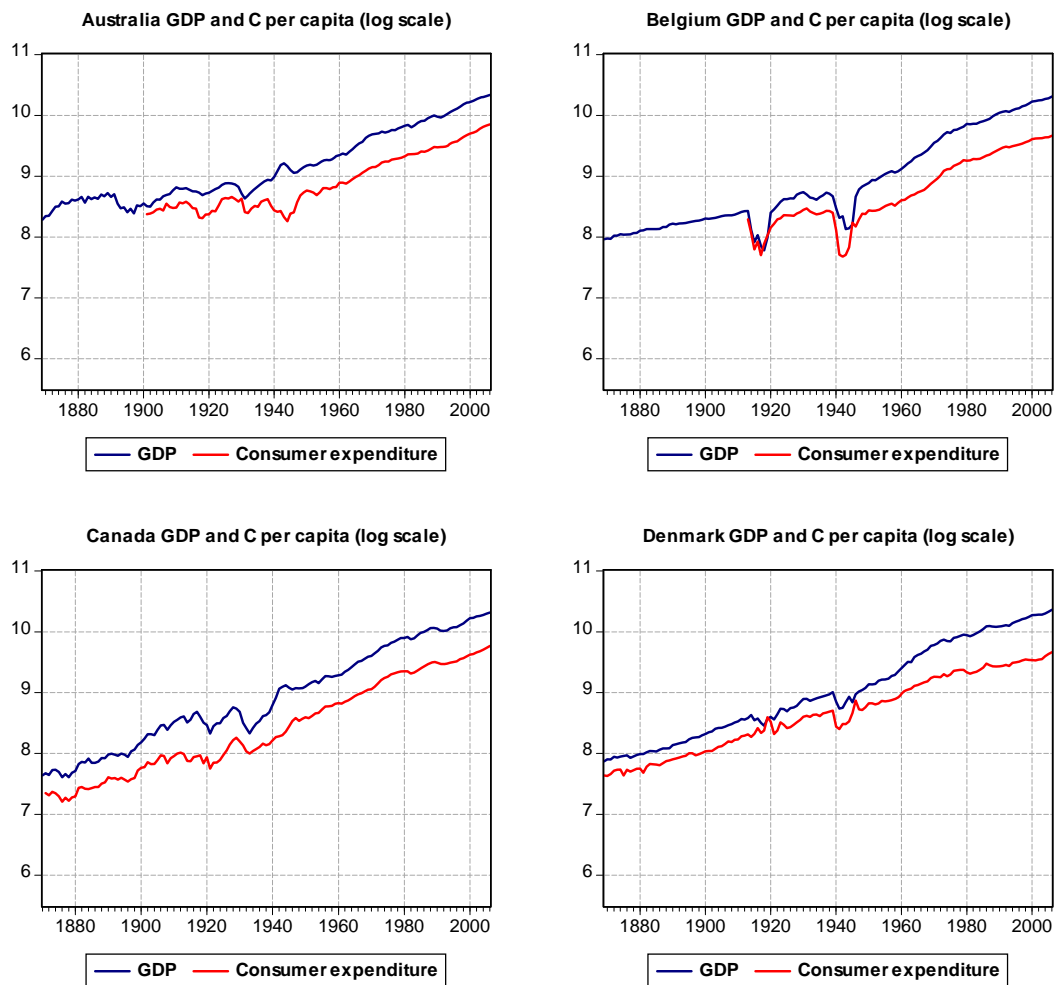 Australia GDP and C per capita (log scale)
11
10
9
8
7
6
1880 1900 1920 1940 1960 1980 2000
GDP Consumer expenditure
Belgium GDP and C per capita (log scale)
11
10
9
8
7
6
1880 1900 1920 1940 1960 1980 2000
GDP Consumer expenditure
Canada GDP and C per capita (log scale)
11
10
9
8
7
6
1880 1900 1920 1940 1960 1980 2000
GDP Consumer expenditure
Denmark GDP and C per capita (log scale)
11
10
9
8
7
6
1880 1900 1920 1940 1960 1980 2000
GDP Consumer expenditure